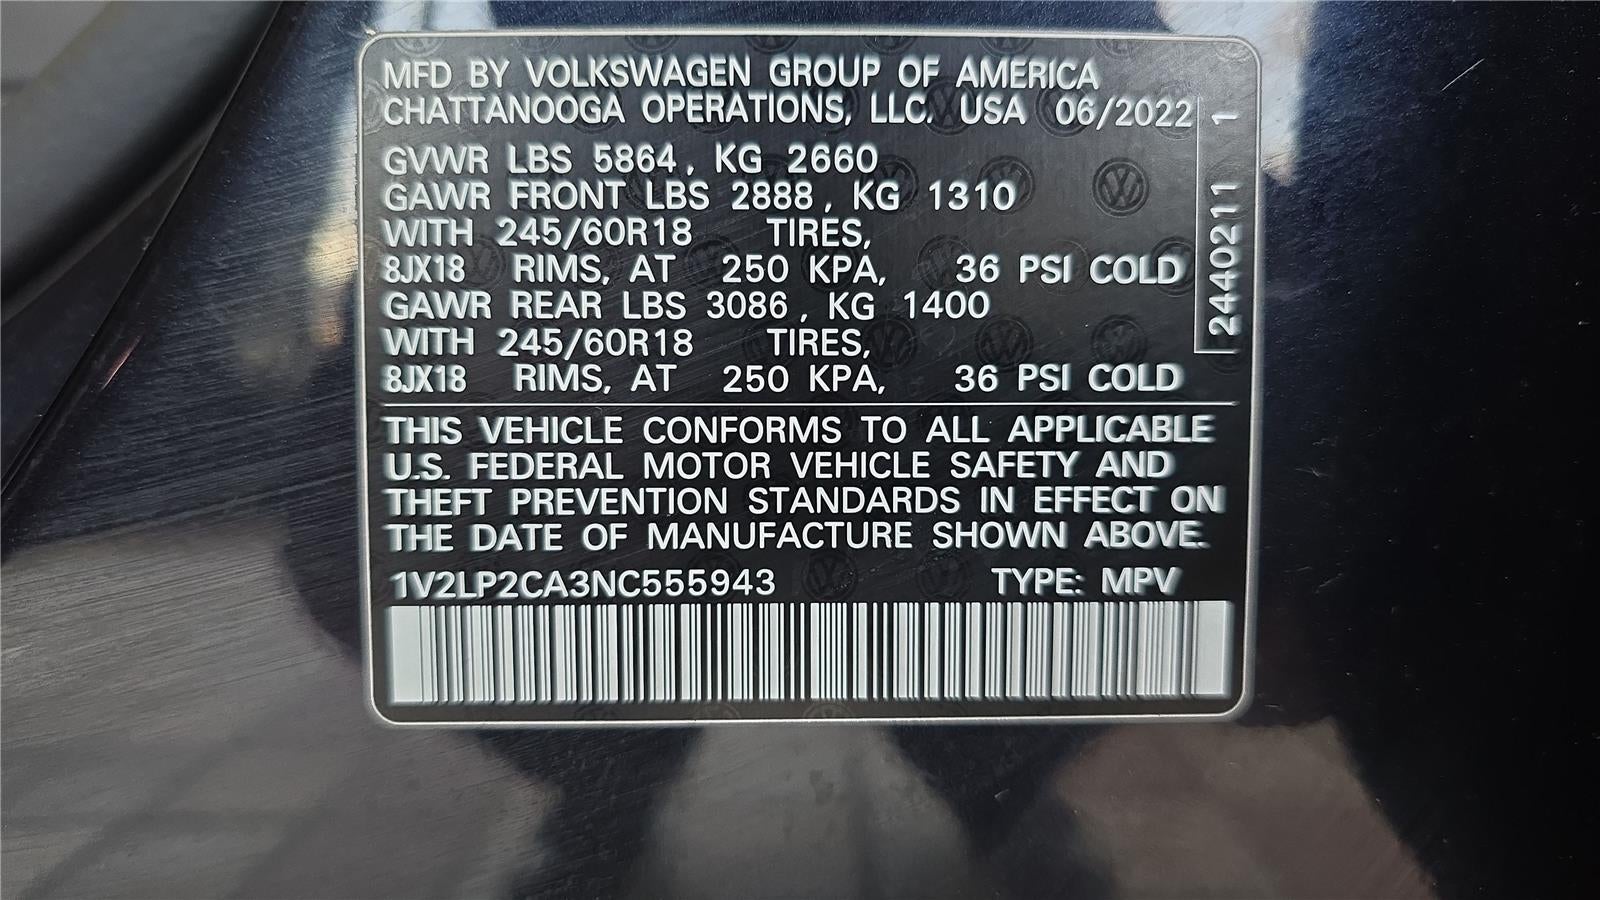 MFD BY VOLKSWAGEN GROUP OF AMERICA
CHATTANOOGA OPERATIONS, LLC. USA 06/2022
GVWR LBS 5864, KG 2660
GAWR FRONT LBS 2888, KG 1310
WITH 245/60R18 TIRES,
8JX18 RIMS, AT 250 KPA, 36 PSI COLD
GAWR REAR LBS 3086, KG 1400
WITH 245/60R18 TIRES,
8JX18 RIMS, AT 250 KPA, 36 PSI COLD
24402111 1
THIS VEHICLE CONFORMS TO ALL APPLICABLE
U.S. FEDERAL MOTOR VEHICLE SAFETY AND
THEFT PREVENTION STANDARDS IN EFFECT ON
THE DATE OF MANUFACTURE SHOWN ABOVE.
1V2LP2CA3NC555943 TYPE: MPV